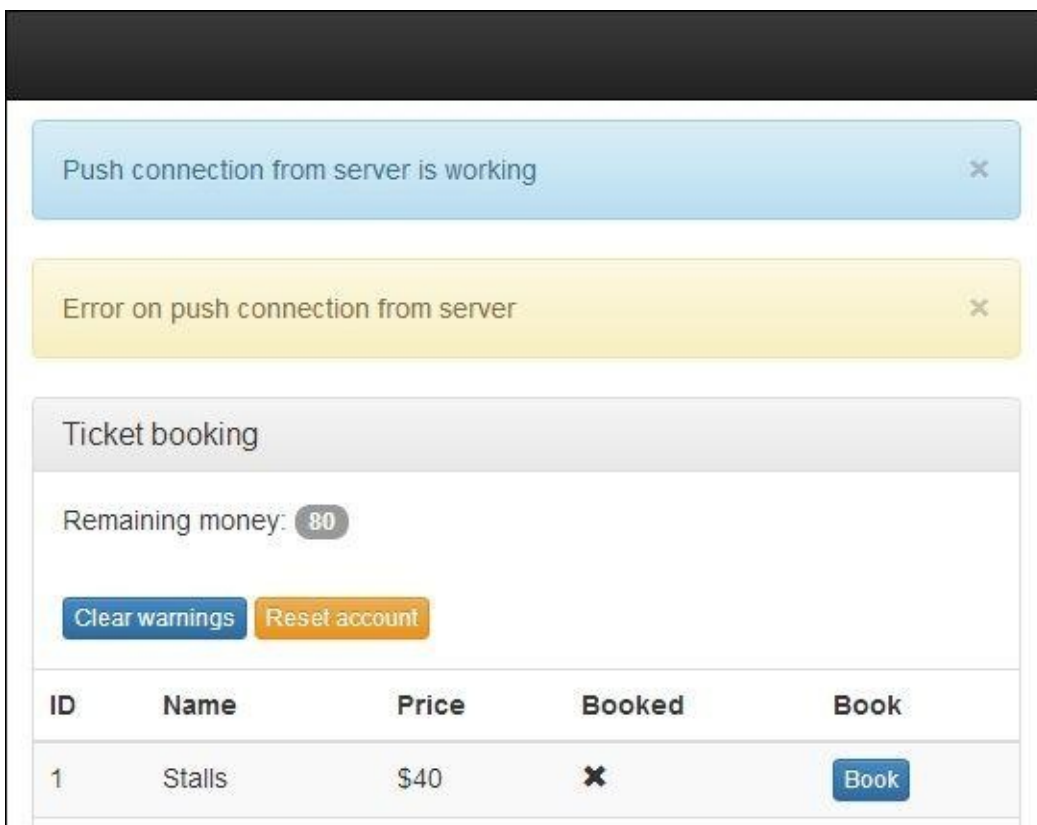 Push connection from server is working ×
Error on push connection from server ×
Ticket booking
Remaining money: 80
Clear warnings Reset account
ID Name Price Booked Book
1 Stalls $40 ✖ Book